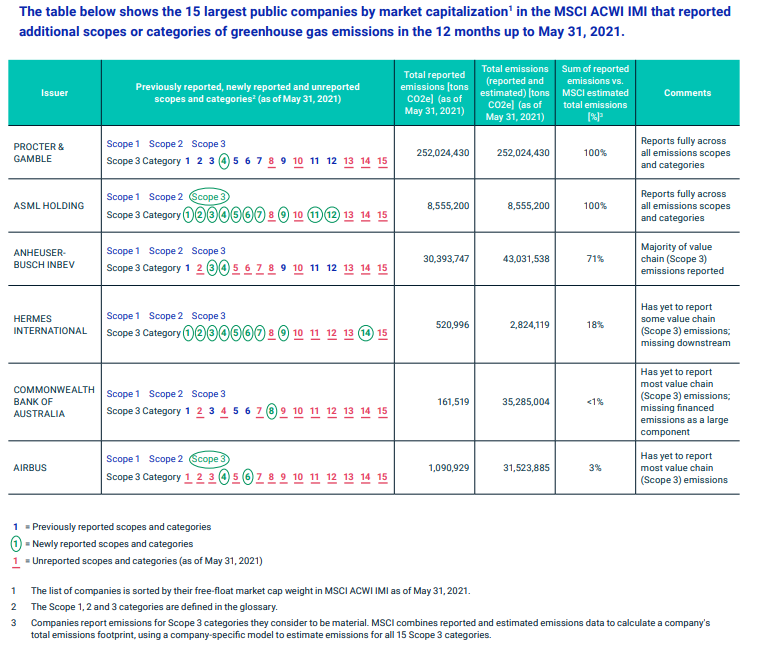 The table below shows the 15 largest public companies by market capitalization¹ in the MSCI ACWI IMI that reported
additional scopes or categories of greenhouse gas emissions in the 12 months up to May 31, 2021.
Issuer
Previously reported, newly reported and unreported
scopes and categories² (as of May 31, 2021)
Total reported
emissions [tons
CO2e] (as of
May 31, 2021)
Total emissions
(reported and
estimated) [tons
CO2e] (as of
May 31, 2021)
Sum of reported
emissions vs.
MSCI estimated
total emissions
[%]³
Comments
PROCTER &
GAMBLE
Scope 1 Scope 2 Scope 3
Scope 3 Category 1 2 3 4 5 6 7 8 9 10 11 12 13 14 15
252,024,430
252,024,430
100%
Reports fully across
all emissions scopes
and categories
ASML HOLDING
Scope 1 Scope 2 Scope 3
Scope 3 Category 1 2 3 4 5 6 7 8 9 10 11 12 13 14 15
8,555,200
8,555,200
100%
Reports fully across
all emissions scopes
and categories
ANHEUSER-
BUSCH INBEV
Scope 1 Scope 2 Scope 3
Scope 3 Category 1 2 3 4 5 6 7 8 9 10 11 12 13 14 15
30,393,747
43,031,538
71%
Majority of value
chain (Scope 3)
emissions reported
HERMES
INTERNATIONAL
Scope 1 Scope 2 Scope 3
Scope 3 Category 1 2 3 4 5 6 7 8 9 10 11 12 13 14 15
520,996
2,824,119
18%
Has yet to report
some value chain
(Scope 3) emissions;
missing downstream
COMMONWEALTH
BANK OF
AUSTRALIA
Scope 1 Scope 2 Scope 3
Scope 3 Category 1 2 3 4 5 6 7 8 9 10 11 12 13 14 15
161,519
35,285,004
<1%
Has yet to report
most value chain
(Scope 3) emissions;
missing financed
emissions as a large
component
AIRBUS
Scope 1 Scope 2 Scope 3
Scope 3 Category 1 2 3 4 5 6 7 8 9 10 11 12 13 14 15
1,090,929
31,523,885
3%
Has yet to report
most value chain
(Scope 3) emissions
1 = Previously reported scopes and categories
1 = Newly reported scopes and categories
1 = Unreported scopes and categories (as of May 31, 2021)
1 The list of companies is sorted by their free-float market cap weight in MSCI ACWI IMI as of May 31, 2021.
2 The Scope 1, 2 and 3 categories are defined in the glossary.
3 Companies report emissions for Scope 3 categories they consider to be material. MSCI combines reported and estimated emissions data to calculate a company's
total emissions footprint, using a company-specific model to estimate emissions for all 15 Scope 3 categories.